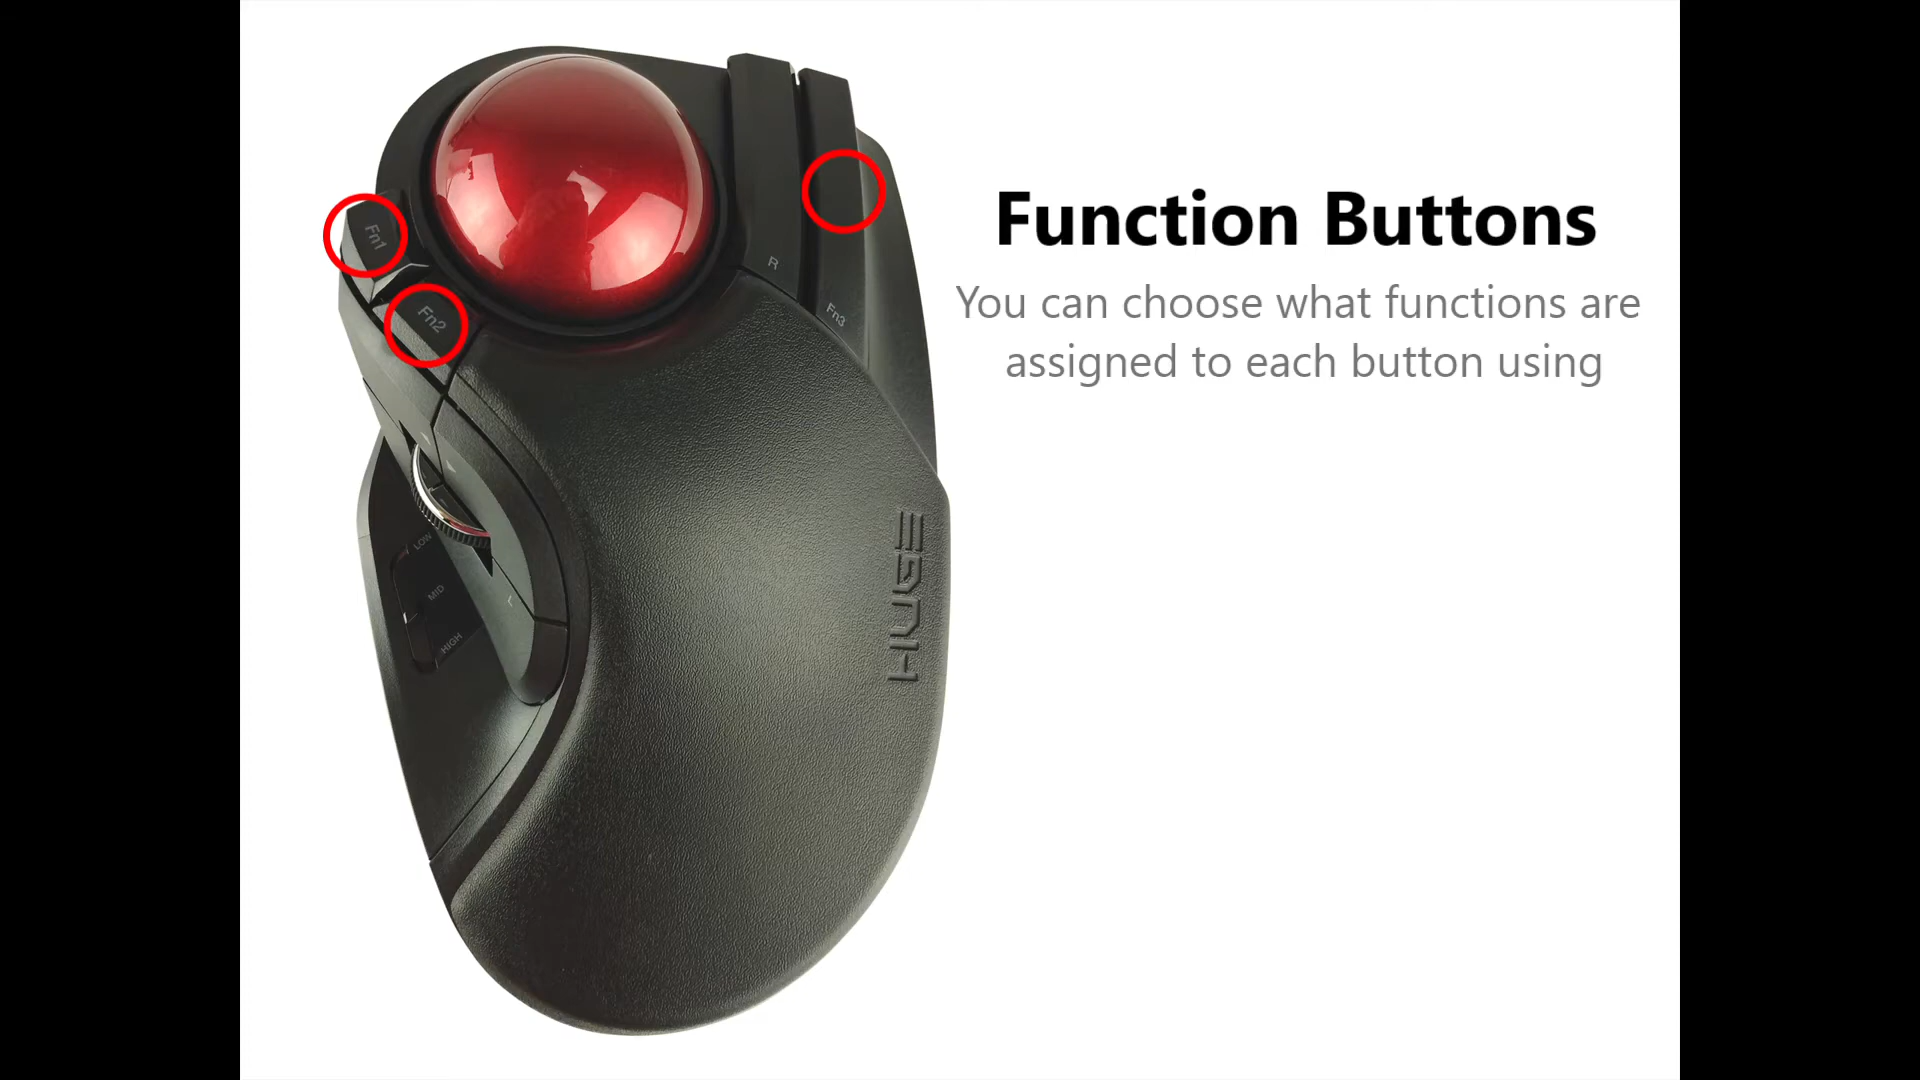 Function Buttons
You can choose what functions are
assigned to each button using
Fn1
Fn2
R
Fn3
LOW
MID
HIGH
L
HUGE